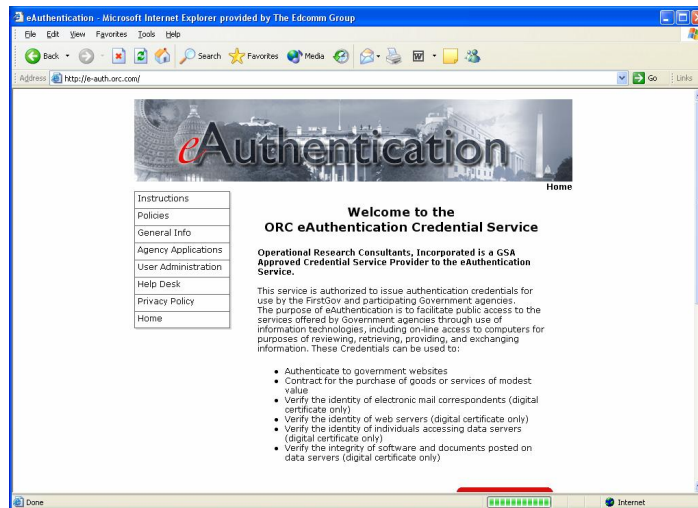 eAuthentication - Microsoft Internet Explorer provided by The Edcomm Group
File Edit View Favorites Tools Help
Back Search Favorites Media
Address http://e-auth.orc.com/ Go Links
eAuthentication
Home
Instructions
Policies
General Info
Agency Applications
User Administration
Help Desk
Privacy Policy
Home
Welcome to the
ORC eAuthentication Credential Service
Operational Research Consultants, Incorporated is a GSA
Approved Credential Service Provider to the eAuthentication
Service.
This service is authorized to issue authentication credentials for
use by the FirstGov and participating Government agencies.
The purpose of eAuthentication is to facilitate public access to the
services offered by Government agencies through use of
information technologies, including on-line access to computers for
purposes of reviewing, retrieving, providing, and exchanging
information. These Credentials can be used to:
• Authenticate to government websites
• Contract for the purchase of goods or services of modest
value
• Verify the identity of electronic mail correspondents (digital
certificate only)
• Verify the identity of web servers (digital certificate only)
• Verify the identity of individuals accessing data servers
(digital certificate only)
• Verify the integrity of software and documents posted on
data servers (digital certificate only)
Done Internet